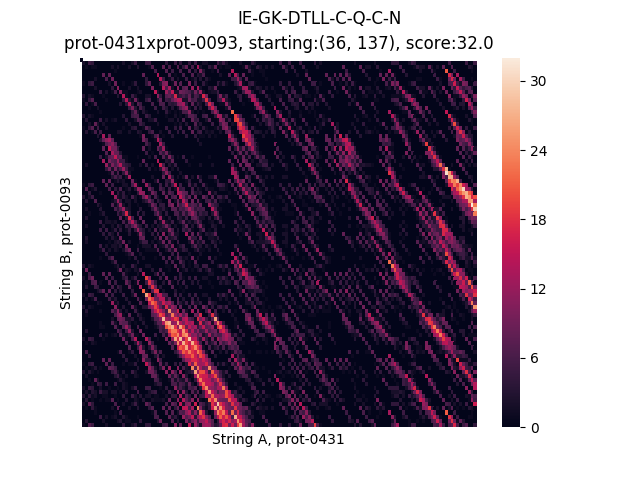 IE-GK-DTLL-C-Q-C-N
prot-0431xprot-0093, starting:(36, 137), score:32.0
String B, prot-0093
String A, prot-0431
30
24
18
12
6
0